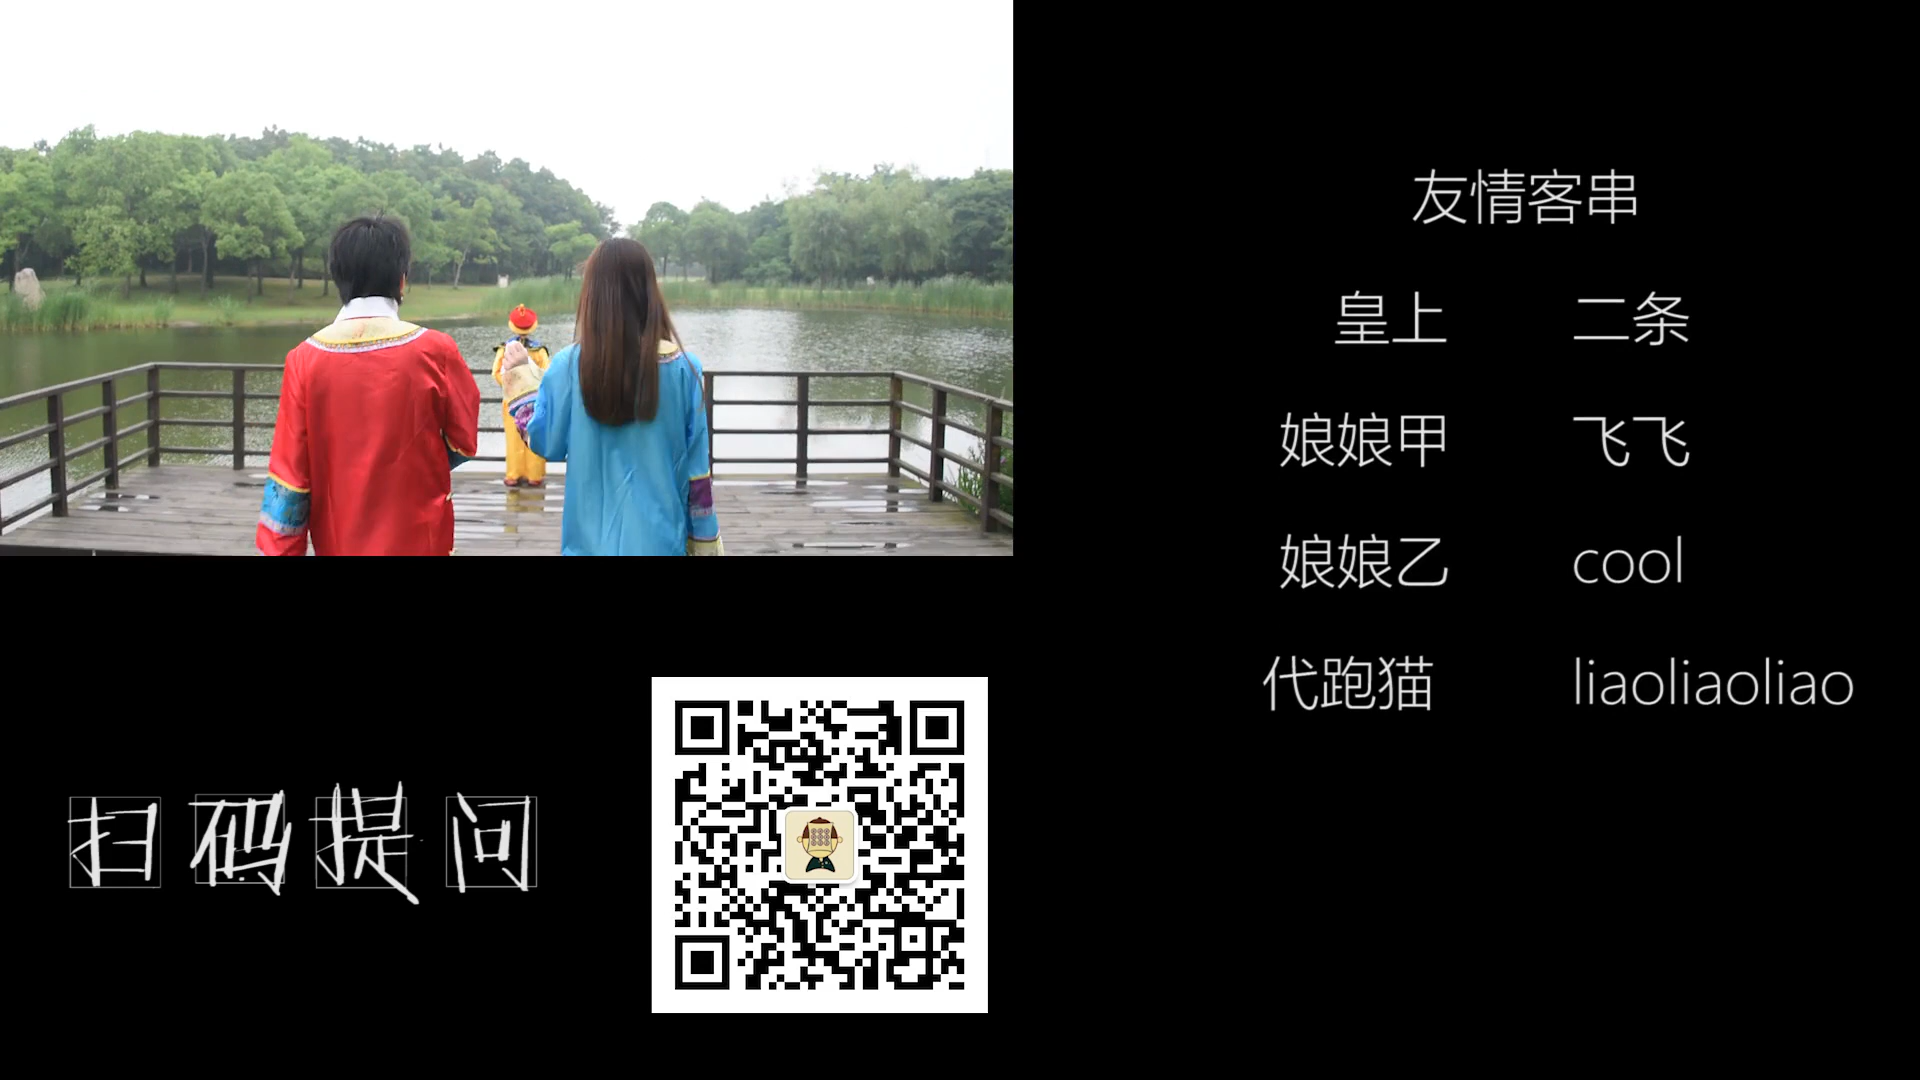 友情客串
皇上 二条
娘娘甲 飞飞
娘娘乙 cool
代跑猫 liaoliaoliao
扫码提问